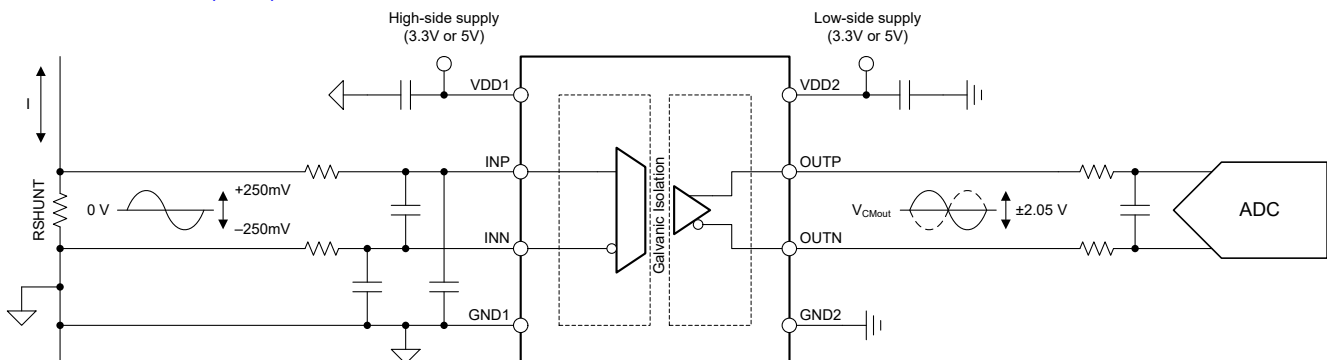 High-side supply
(3.3V or 5V)
Low-side supply
(3.3V or 5V)
VDD1
VDD2
I
INP
OUTP
RSHUNT
0 V
+250mV
–250mV
Galvanic Isolation
VCMout
±2.05 V
ADC
INN
OUTN
GND1
GND2